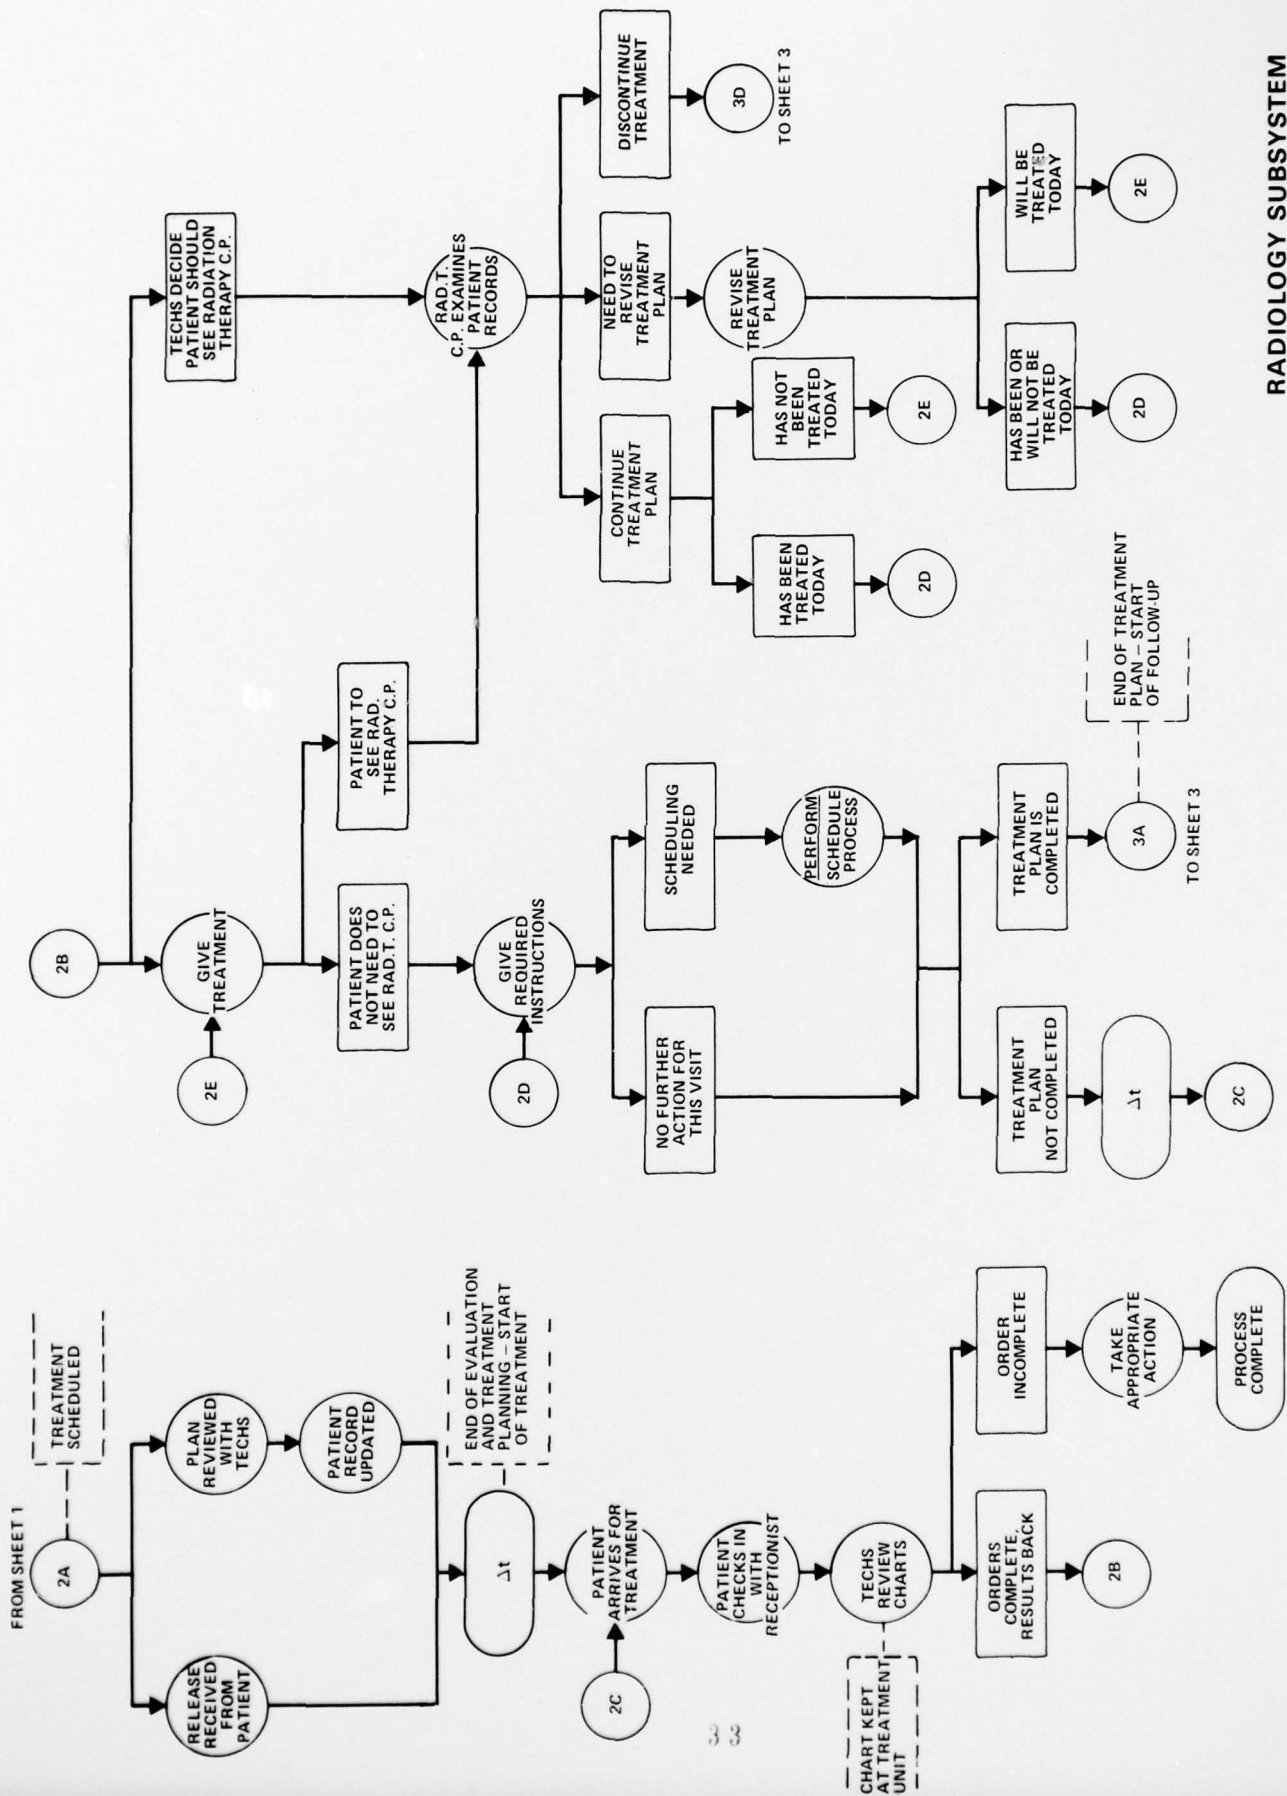 FROM SHEET 1
2A
TREATMENT
SCHEDULED
RELEASE
RECEIVED
FROM
PATIENT
PLAN
REVIEWED
WITH
TECHS
PATIENT
RECORD
UPDATED
Δt
END OF EVALUATION
AND TREATMENT
PLANNING – START
OF TREATMENT
2C
PATIENT
ARRIVES FOR
TREATMENT
PATIENT
CHECKS IN
WITH
RECEPTIONIST
CHART KEPT
AT TREATMENT
UNIT
TECHS
REVIEW
CHARTS
ORDERS
COMPLETE,
RESULTS BACK
2B
ORDER
INCOMPLETE
TAKE
APPROPRIATE
ACTION
PROCESS
COMPLETE
2B
2E
GIVE
TREATMENT
TECHS DECIDE
PATIENT SHOULD
SEE RADIATION
THERAPY C.P.
PATIENT DOES
NOT NEED TO
SEE RAD.T. C.P.
PATIENT TO
SEE RAD.
THERAPY C.P.
2D
GIVE
REQUIRED
INSTRUCTIONS
NO FURTHER
ACTION FOR
THIS VISIT
SCHEDULING
NEEDED
PERFORM
SCHEDULE
PROCESS
TREATMENT
PLAN
NOT COMPLETED
Δt
2C
TREATMENT
PLAN IS
COMPLETED
3A
TO SHEET 3
END OF TREATMENT
PLAN – START
OF FOLLOW-UP
RAD.T.
C.P. EXAMINES
PATIENT
RECORDS
CONTINUE
TREATMENT
PLAN
HAS BEEN
TREATED
TODAY
2D
HAS NOT
BEEN
TREATED
TODAY
2E
NEED TO
REVISE
TREATMENT
PLAN
REVISE
TREATMENT
PLAN
HAS BEEN OR
WILL NOT BE
TREATED
TODAY
2D
WILL BE
TREATED
TODAY
2E
DISCONTINUE
TREATMENT
3D
TO SHEET 3
RADIOLOGY SUBSYSTEM
33